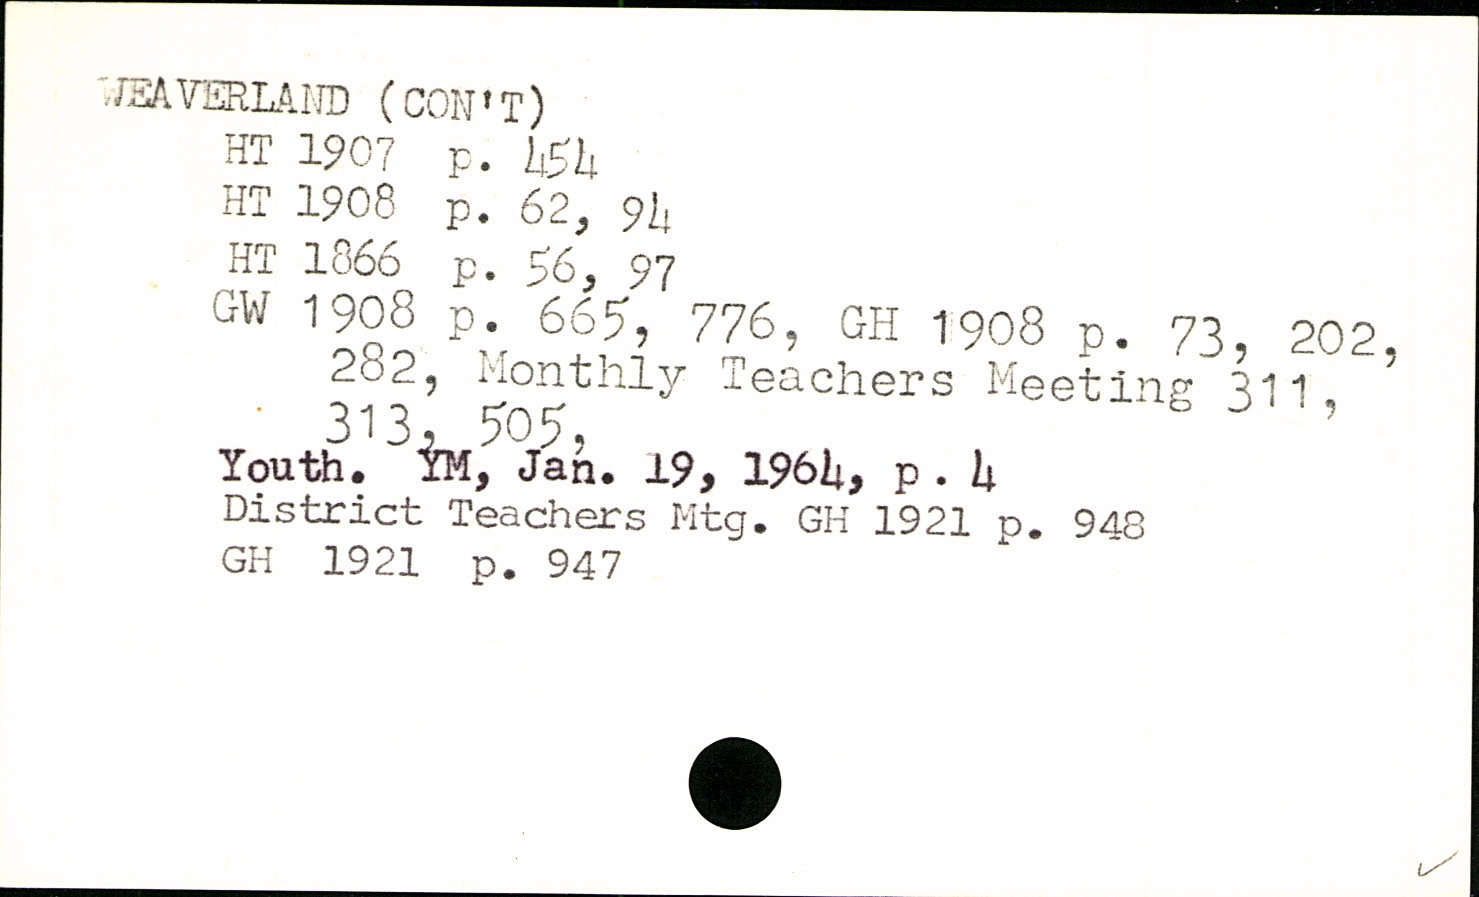 WEAVERLAND (CON'T)
HT 1907 p. 454
HT 1908 p. 62, 94
HT 1866 p. 56, 97
GW 1908 p. 665, 776, GH 1908 p. 73, 202,
282, Monthly Teachers Meeting 311,
313, 505,
Youth. YM, Jan. 19, 1964, p. 4
District Teachers Mtg. GH 1921 p. 948
GH 1921 p. 947